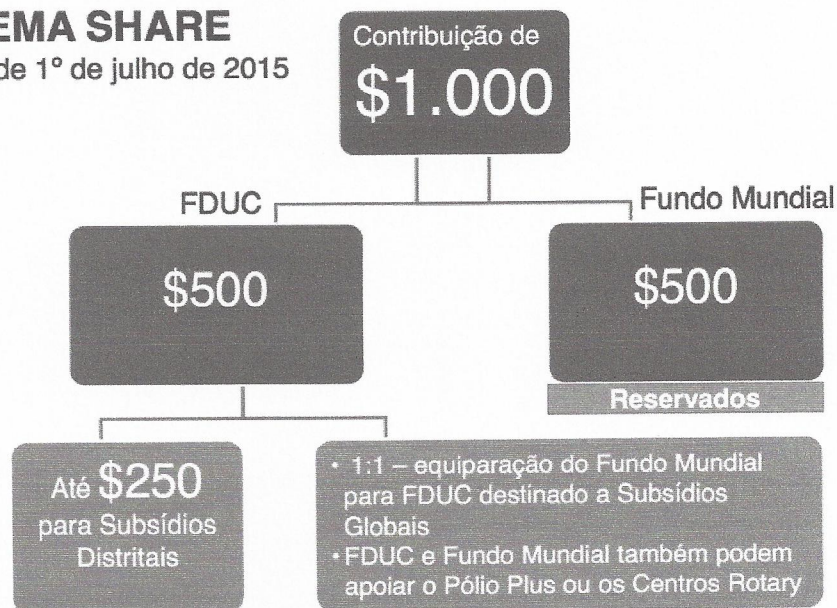 EMA SHARE
de 1º de julho de 2015
Contribuição de
$1.000
FDUC
Fundo Mundial
$500
$500
Reservados
Até $250
para Subsídios
Distritais
• 1:1 – equiparação do Fundo Mundial
para FDUC destinado a Subsídios
Globais
• FDUC e Fundo Mundial também podem
apoiar o Pólio Plus ou os Centros Rotary